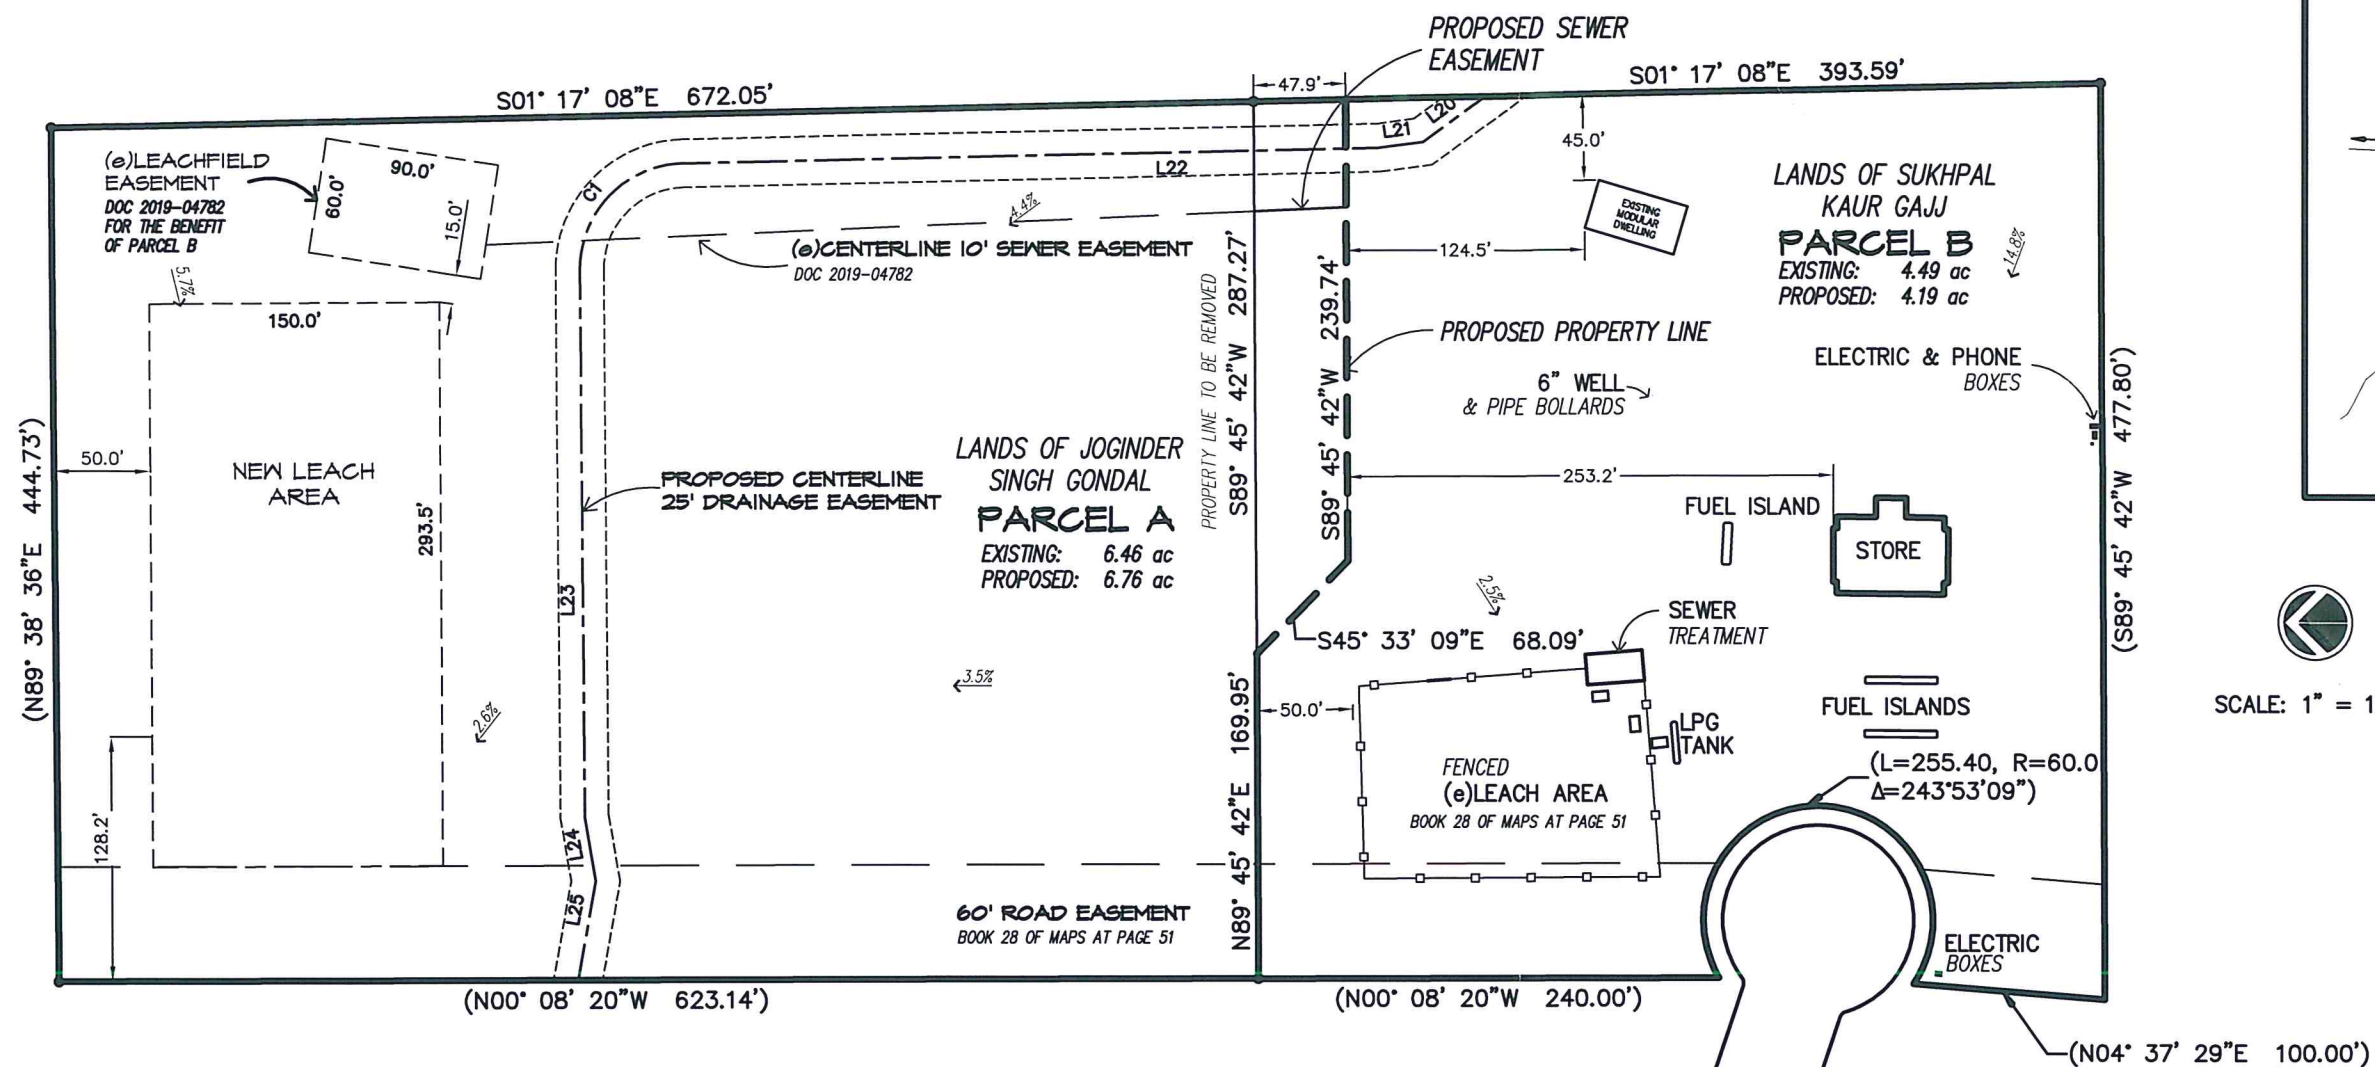 PROPOSED SEWER
EASEMENT
47.9'
S01° 17' 08"E 393.59'
S01° 17' 08"E 672.05'
L20
L21
L22
C1
45.0'
(e)LEACHFIELD
EASEMENT
DOC 2019-04782
FOR THE BENEFIT
OF PARCEL B
90.0'
60.0'
15.0'
4.4%
EXISTING
MODULAR
DWELLING
LANDS OF SUKHPAL
KAUR GAJJ
PARCEL B
EXISTING: 4.49 ac
PROPOSED: 4.19 ac
14.8%
(e)CENTERLINE 10' SEWER EASEMENT
DOC 2019-04782
124.5'
5.7%
150.0'
PROPERTY LINE TO BE REMOVED
S89° 45' 42"W 287.27'
S89° 45' 42"W 239.74'
PROPOSED PROPERTY LINE
ELECTRIC & PHONE
BOXES
6" WELL
& PIPE BOLLARDS
(S89° 45' 42"W 477.80')
(N89° 38' 36"E 444.73')
50.0'
NEW LEACH
AREA
293.5'
PROPOSED CENTERLINE
25' DRAINAGE EASEMENT
LANDS OF JOGINDER
SINGH GONDAL
PARCEL A
EXISTING: 6.46 ac
PROPOSED: 6.76 ac
253.2'
FUEL ISLAND
STORE
L23
2.5%
SEWER
TREATMENT
S45° 33' 09"E 68.09'
3.5%
2.6%
50.0'
N89° 45' 42"E 169.95'
LPG
TANK
FUEL ISLANDS
SCALE: 1" = 1
(L=255.40, R=60.0
Δ=243°53'09")
FENCED
(e)LEACH AREA
BOOK 28 OF MAPS AT PAGE 51
128.2'
L24
L25
60' ROAD EASEMENT
BOOK 28 OF MAPS AT PAGE 51
ELECTRIC
BOXES
(N00° 08' 20"W 623.14')
(N00° 08' 20"W 240.00')
(N04° 37' 29"E 100.00')